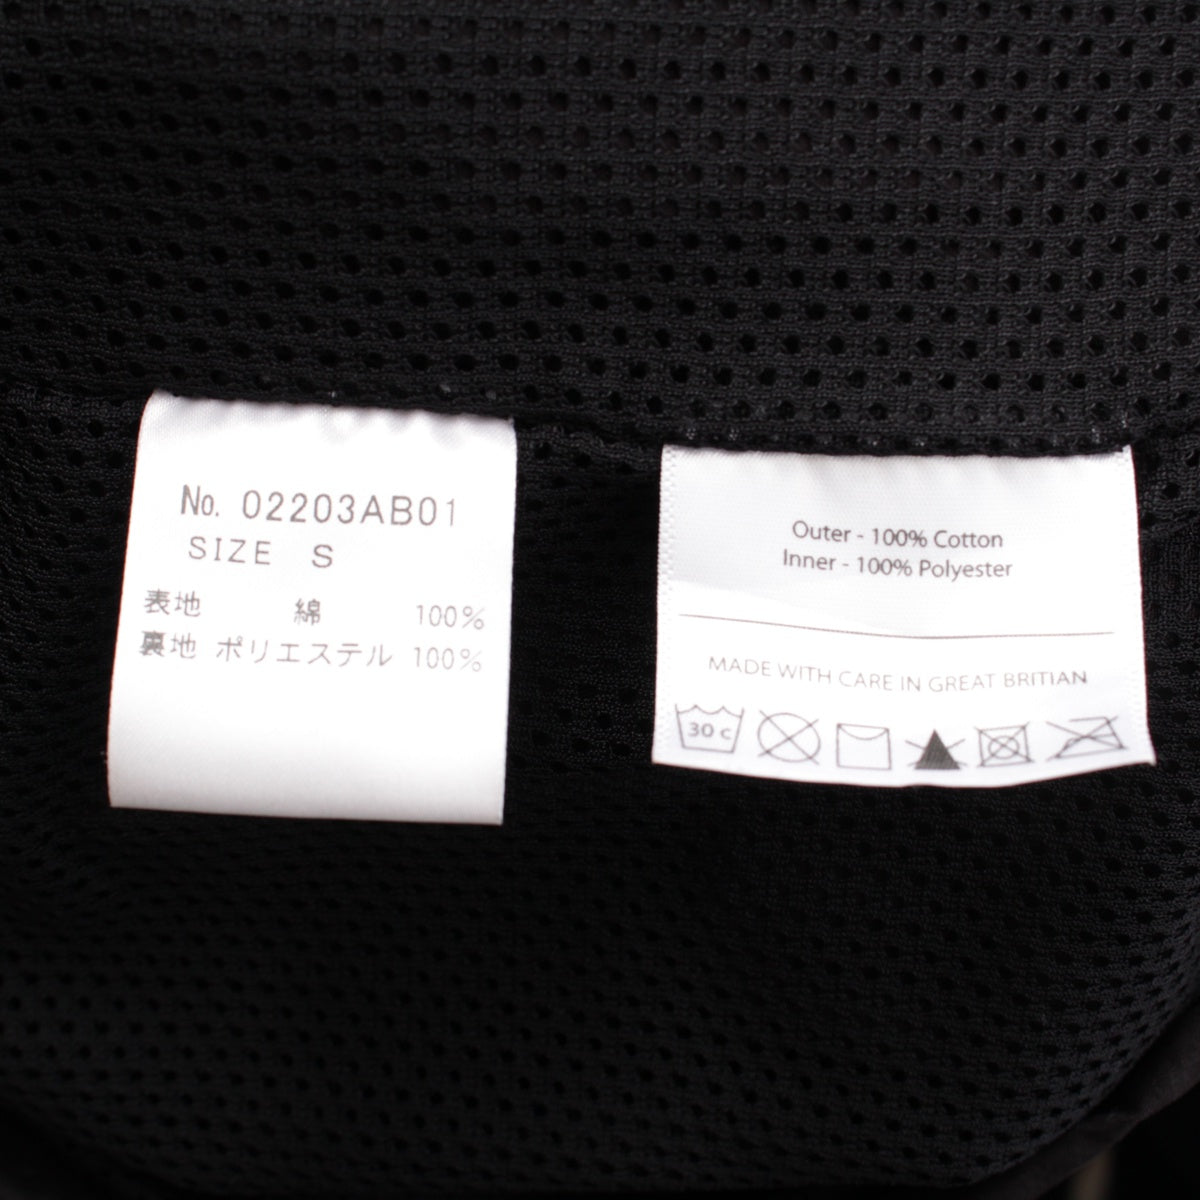 No. 02203AB01
SIZE S
表地 綿 100%
裏地 ポリエステル 100%
Outer - 100% Cotton
Inner - 100% Polyester
MADE WITH CARE IN GREAT BRITIAN
30 c